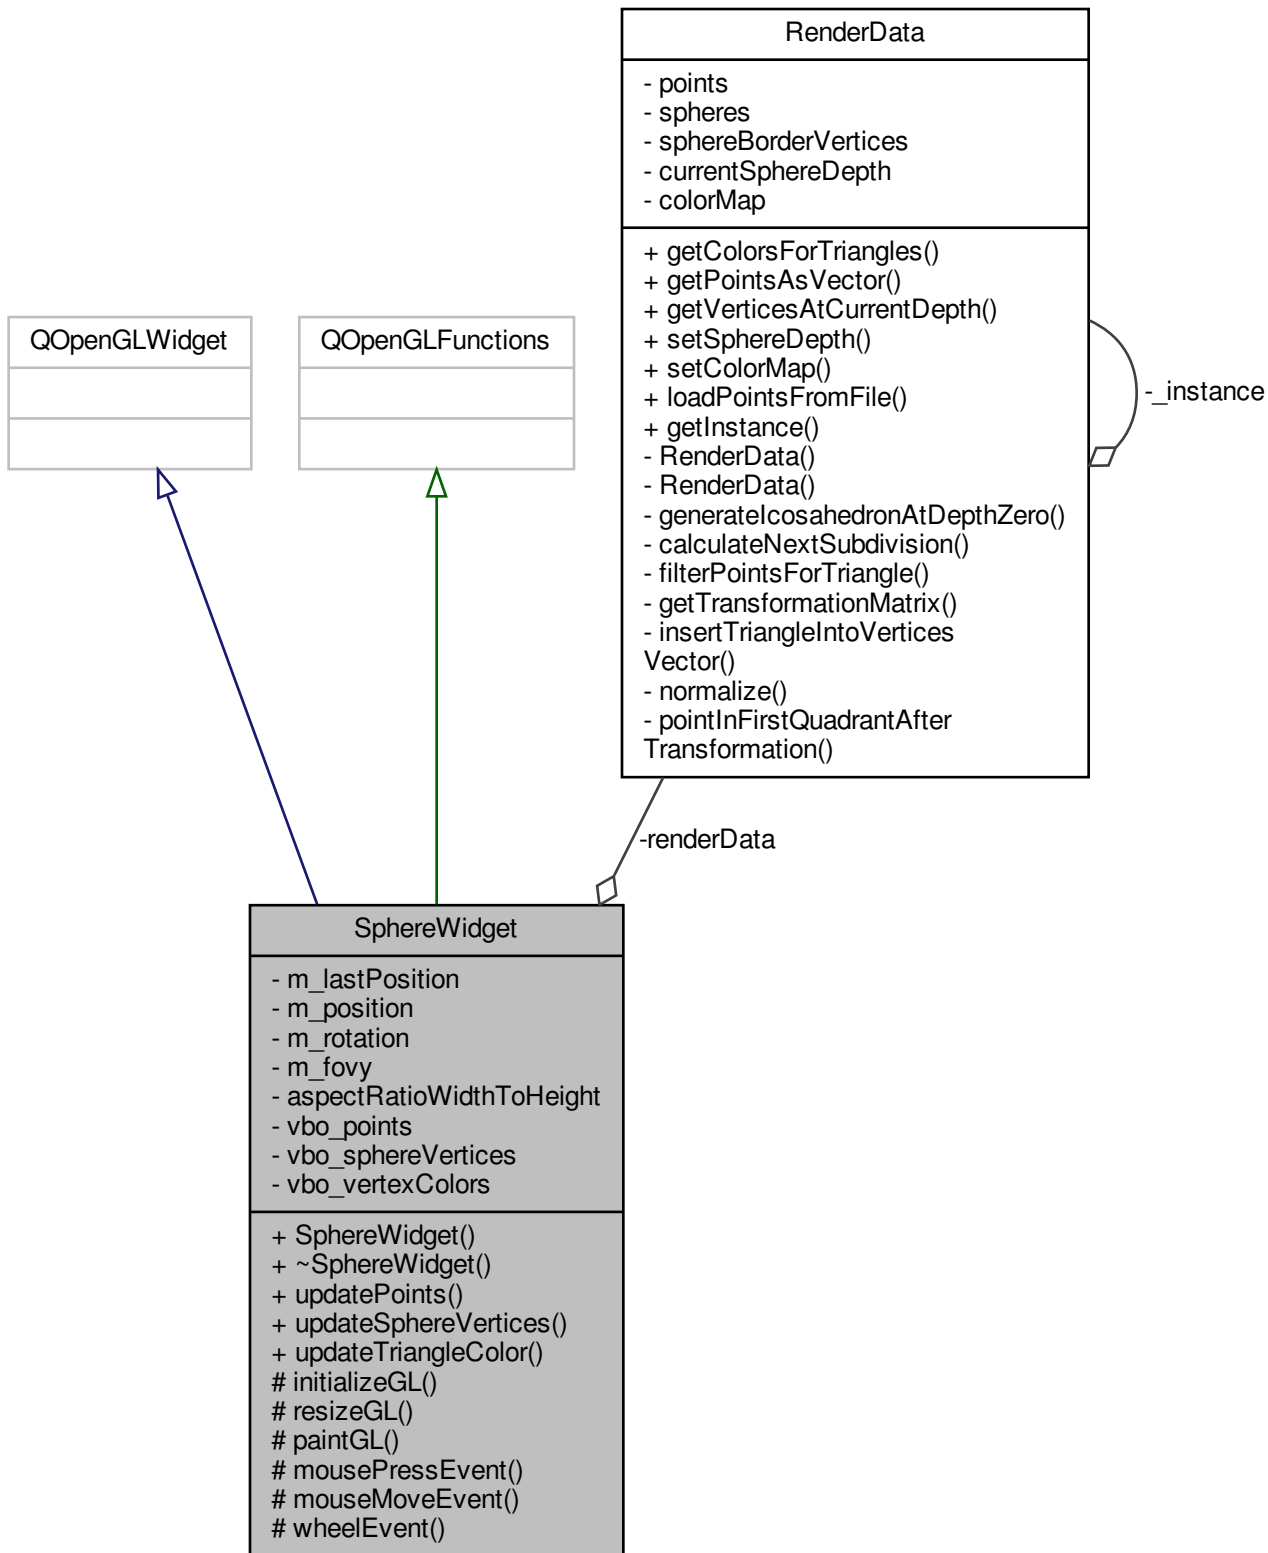 RenderData
- points
- spheres
- sphereBorderVertices
- currentSphereDepth
- colorMap
+ getColorsForTriangles()
+ getPointsAsVector()
+ getVerticesAtCurrentDepth()
+ setSphereDepth()
+ setColorMap()
+ loadPointsFromFile()
+ getInstance()
- RenderData()
- RenderData()
- generateIcosahedronAtDepthZero()
- calculateNextSubdivision()
- filterPointsForTriangle()
- getTransformationMatrix()
- insertTriangleIntoVertices
Vector()
- normalize()
- pointInFirstQuadrantAfter
Transformation()
-_instance
QOpenGLWidget
QOpenGLFunctions
-renderData
SphereWidget
- m_lastPosition
- m_position
- m_rotation
- m_fovy
- aspectRatioWidthToHeight
- vbo_points
- vbo_sphereVertices
- vbo_vertexColors
+ SphereWidget()
+ ~SphereWidget()
+ updatePoints()
+ updateSphereVertices()
+ updateTriangleColor()
# initializeGL()
# resizeGL()
# paintGL()
# mousePressEvent()
# mouseMoveEvent()
# wheelEvent()